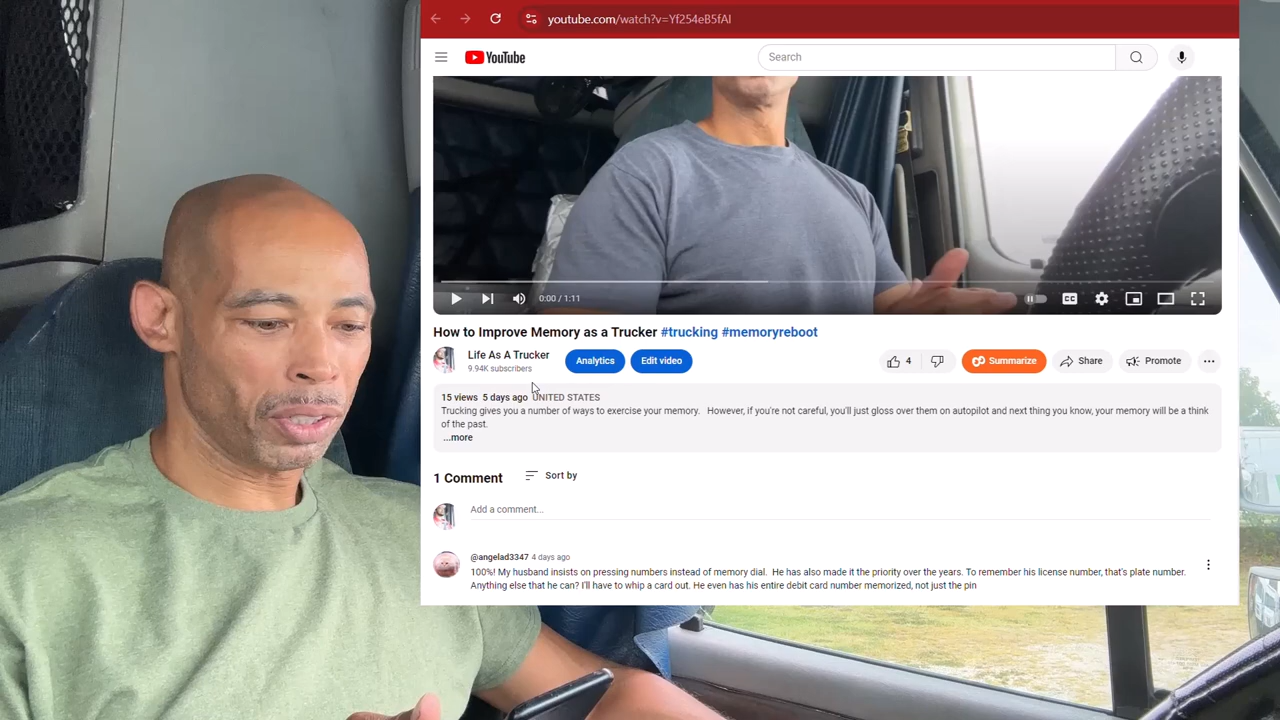 youtube.com/watch?v=Yf254eB5fAI
YouTube
Search
0:00 / 1:11
CC
How to Improve Memory as a Trucker #trucking #memoryreboot
Life As A Trucker
9.94K subscribers
Analytics
Edit video
4
Summarize
Share
Promote
15 views 5 days ago UNITED STATES
Trucking gives you a number of ways to exercise your memory. However, if you're not careful, you'll just gloss over them on autopilot and next thing you know, your memory will be a think
of the past.
...more
1 Comment
Sort by
Add a comment...
@angelad3347 4 days ago
100%! My husband insists on pressing numbers instead of memory dial. He has also made it the priority over the years. To remember his license number, that's plate number.
Anything else that he can? I'll have to whip a card out. He even has his entire debit card number memorized, not just the pin